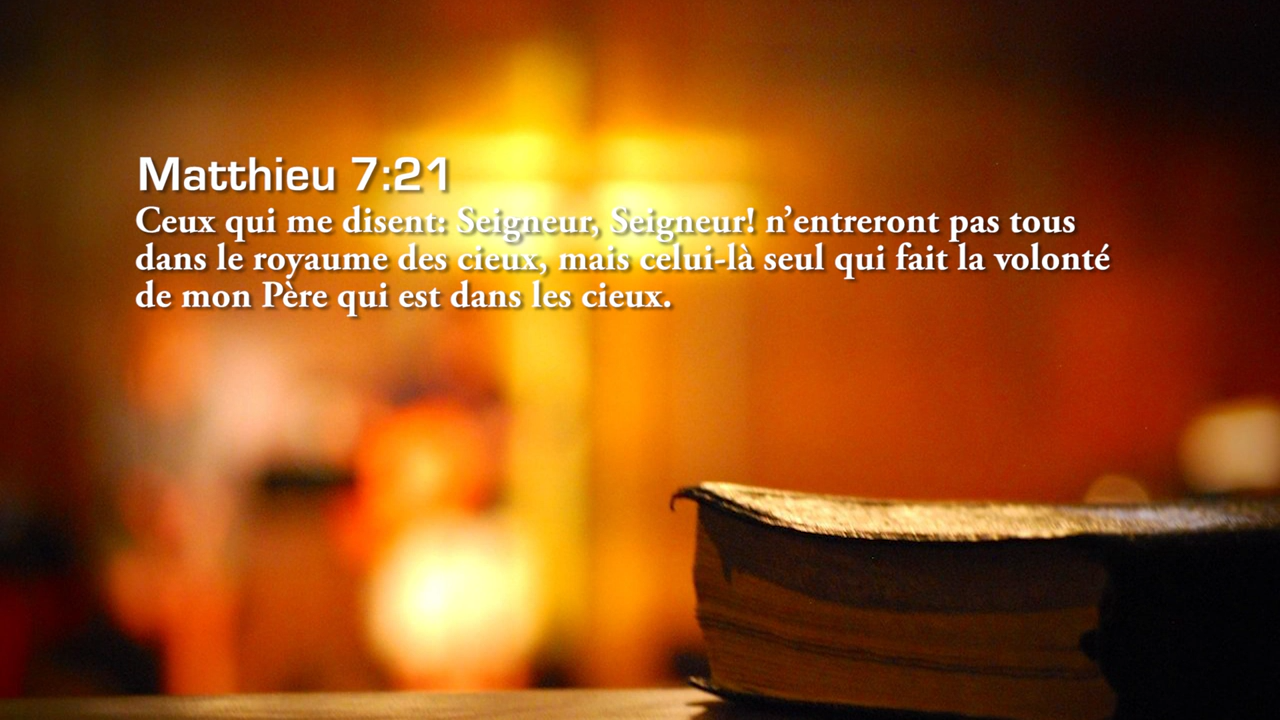 Matthieu 7:21
Ceux qui me disent: Seigneur, Seigneur! n’entreront pas tous
dans le royaume des cieux, mais celui-là seul qui fait la volonté
de mon Père qui est dans les cieux.